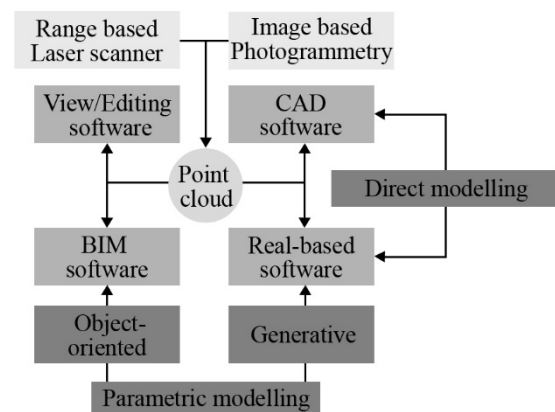 Range based
Laser scanner
Image based
Photogrammetry
View/Editing
software
CAD
software
Point
cloud
Direct modelling
BIM
software
Real-based
software
Object-
oriented
Generative
Parametric modelling